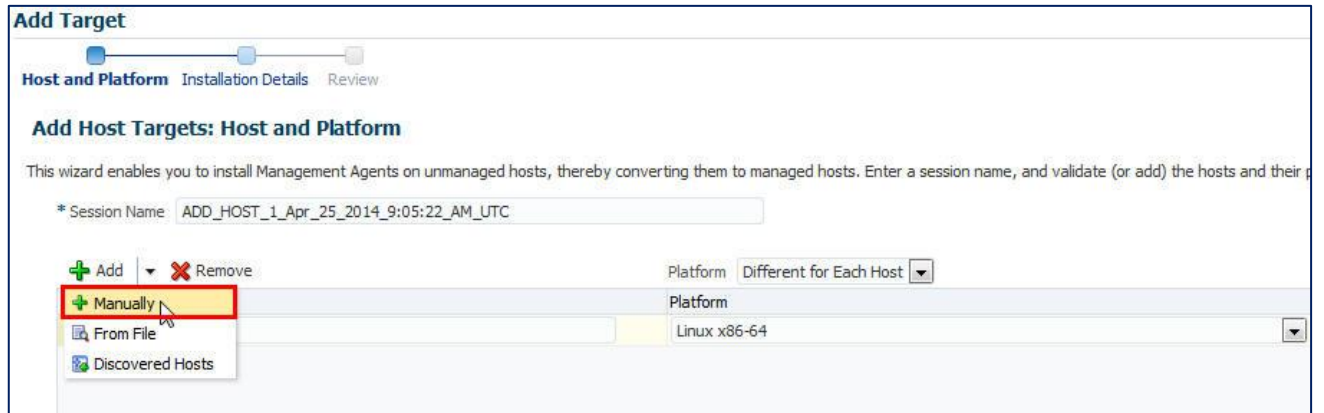 Add Target
Host and Platform Installation Details Review
Add Host Targets: Host and Platform
This wizard enables you to install Management Agents on unmanaged hosts, thereby converting them to managed hosts. Enter a session name, and validate (or add) the hosts and their p
* Session Name ADD_HOST_1_Apr_25_2014_9:05:22_AM_UTC
Add Remove Platform Different for Each Host
Manually Platform
From File Linux x86-64
Discovered Hosts